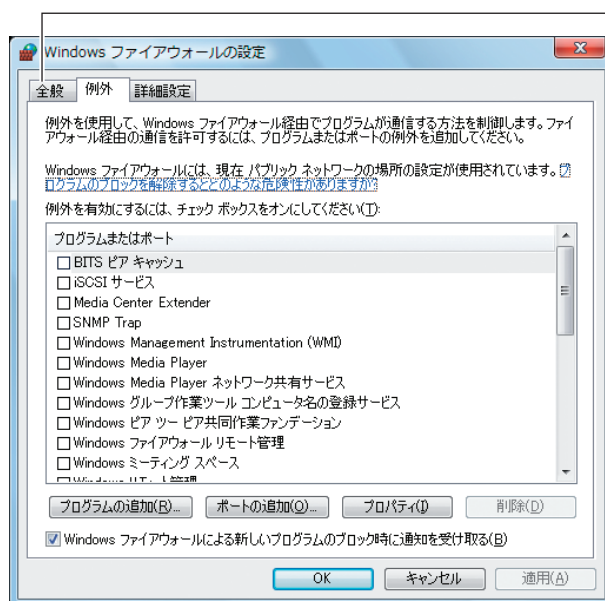 Windows ファイアウォールの設定
全般 例外 詳細設定
例外を使用して、Windows ファイアウォール経由でプログラムが通信する方法を制御します。ファイ
アウォール経由の通信を許可するには、プログラムまたはポートの例外を追加してください。
Windows ファイアウォールには、現在 パブリック ネットワークの場所の設定が使用されています。プ
ログラムのブロックを解除するとどのような危険性がありますか?
例外を有効にするには、チェック ボックスをオンにしてください(T):
プログラムまたはポート
BITS ピア キャッシュ
iSCSI サービス
Media Center Extender
SNMP Trap
Windows Management Instrumentation (WMI)
Windows Media Player
Windows Media Player ネットワーク共有サービス
Windows グループ作業ツール コンピュータ名の登録サービス
Windows ピア ツー ピア共同作業ファンデーション
Windows ファイアウォール リモート管理
Windows ミーティング スペース
Windows リモート管理
プログラムの追加(R)... ポートの追加(O)... プロパティ(I) 削除(D)
Windows ファイアウォールによる新しいプログラムのブロック時に通知を受け取る(B)
OK キャンセル 適用(A)